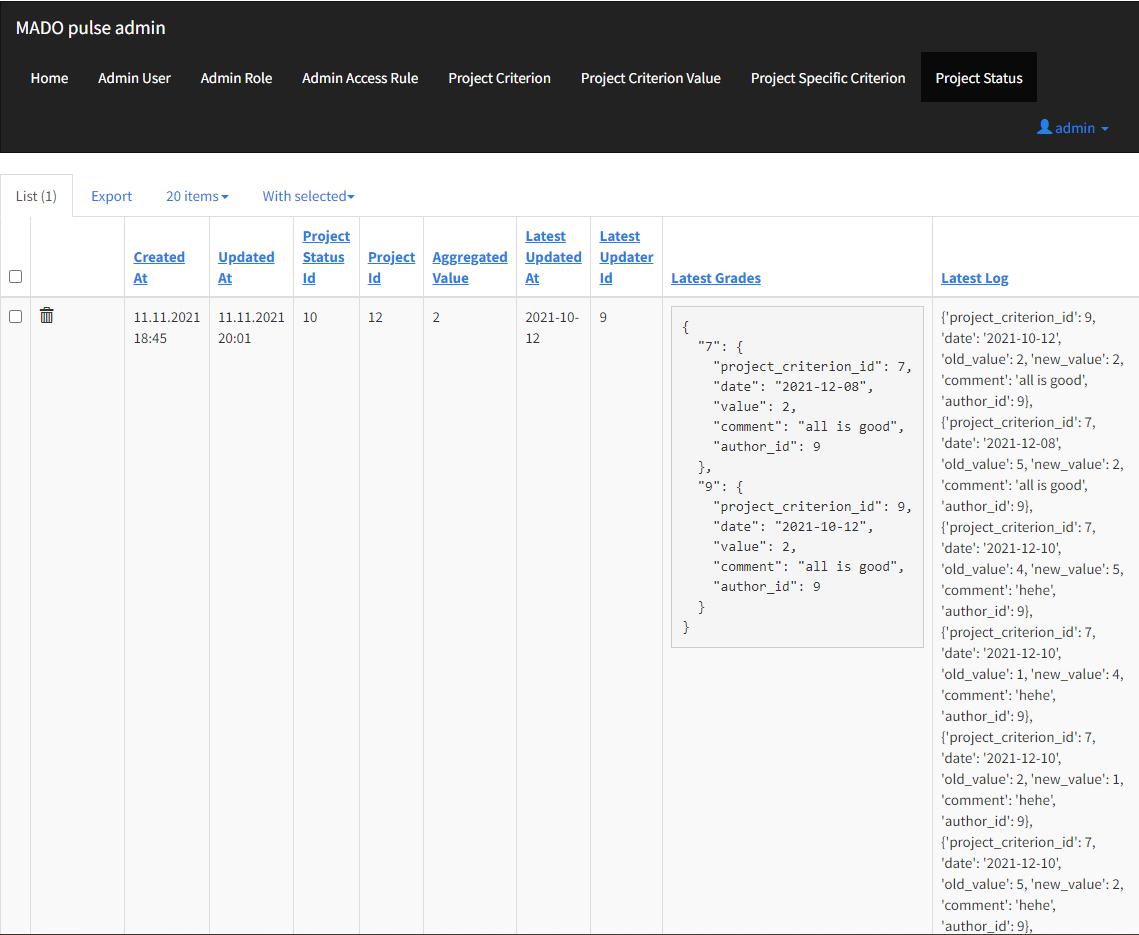 MADO pulse admin
Home Admin User Admin Role Admin Access Rule Project Criterion Project Criterion Value Project Specific Criterion Project Status
admin
List (1) Export 20 items With selected
Created
At
Updated
At
Project
Status
Id
Project
Id
Aggregated
Value
Latest
Updated
At
Latest
Updater
Id
Latest Grades
Latest Log
11.11.2021
18:45
11.11.2021
20:01
10
12
2
2021-10-
12
9
{
"7": {
"project_criterion_id": 7,
"date": "2021-12-08",
"value": 2,
"comment": "all is good",
"author_id": 9
},
"9": {
"project_criterion_id": 9,
"date": "2021-10-12",
"value": 2,
"comment": "all is good",
"author_id": 9
}
}
{'project_criterion_id': 9,
'date': '2021-10-12',
'old_value': 2, 'new_value': 2,
'comment': 'all is good',
'author_id': 9},
{'project_criterion_id': 7,
'date': '2021-12-08',
'old_value': 5, 'new_value': 2,
'comment': 'all is good',
'author_id': 9},
{'project_criterion_id': 7,
'date': '2021-12-10',
'old_value': 4, 'new_value': 5,
'comment': 'hehe',
'author_id': 9},
{'project_criterion_id': 7,
'date': '2021-12-10',
'old_value': 1, 'new_value': 4,
'comment': 'hehe',
'author_id': 9},
{'project_criterion_id': 7,
'date': '2021-12-10',
'old_value': 2, 'new_value': 1,
'comment': 'hehe',
'author_id': 9},
{'project_criterion_id': 7,
'date': '2021-12-10',
'old_value': 5, 'new_value': 2,
'comment': 'hehe',
'author_id': 9},